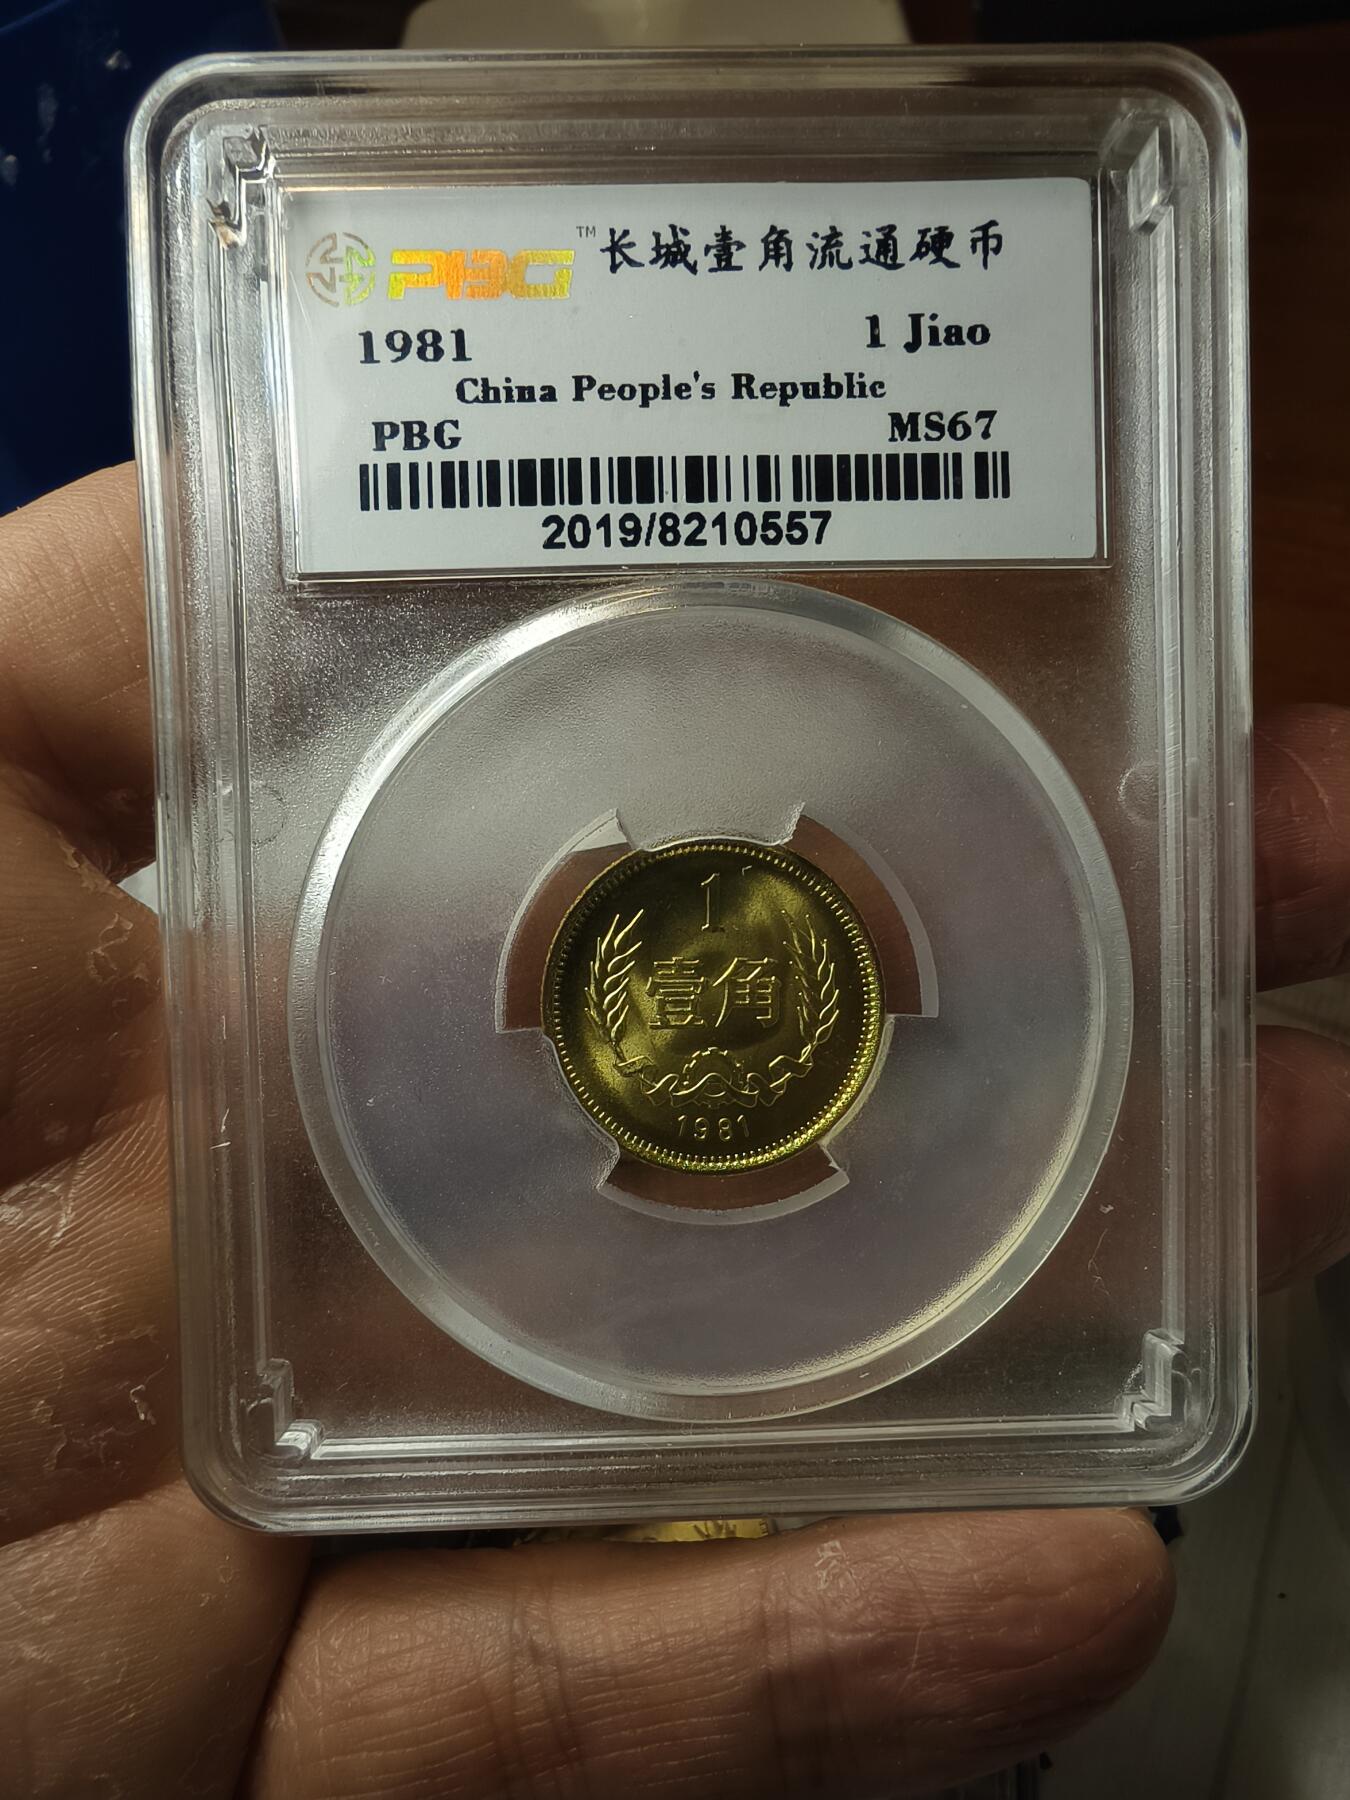 PBG™ 长城壹角流通硬币
1981 1 Jiao
China People's Republic
PBG MS67
2019/8210557
1
壹角
1981